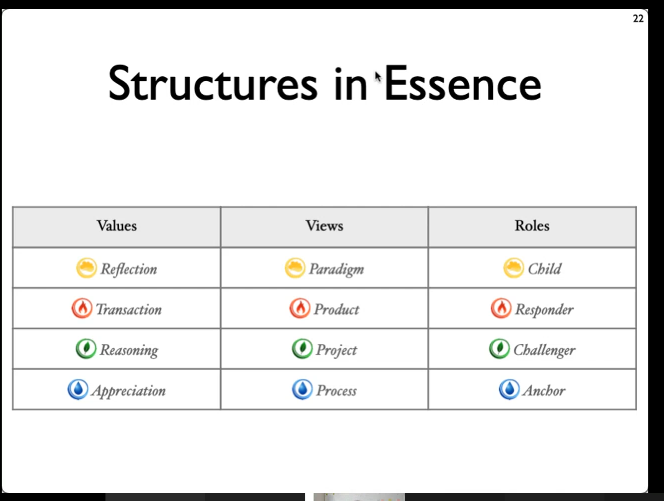 22
Structures in Essence
Values Views Roles
Reflection Paradigm Child
Transaction Product Responder
Reasoning Project Challenger
Appreciation Process Anchor